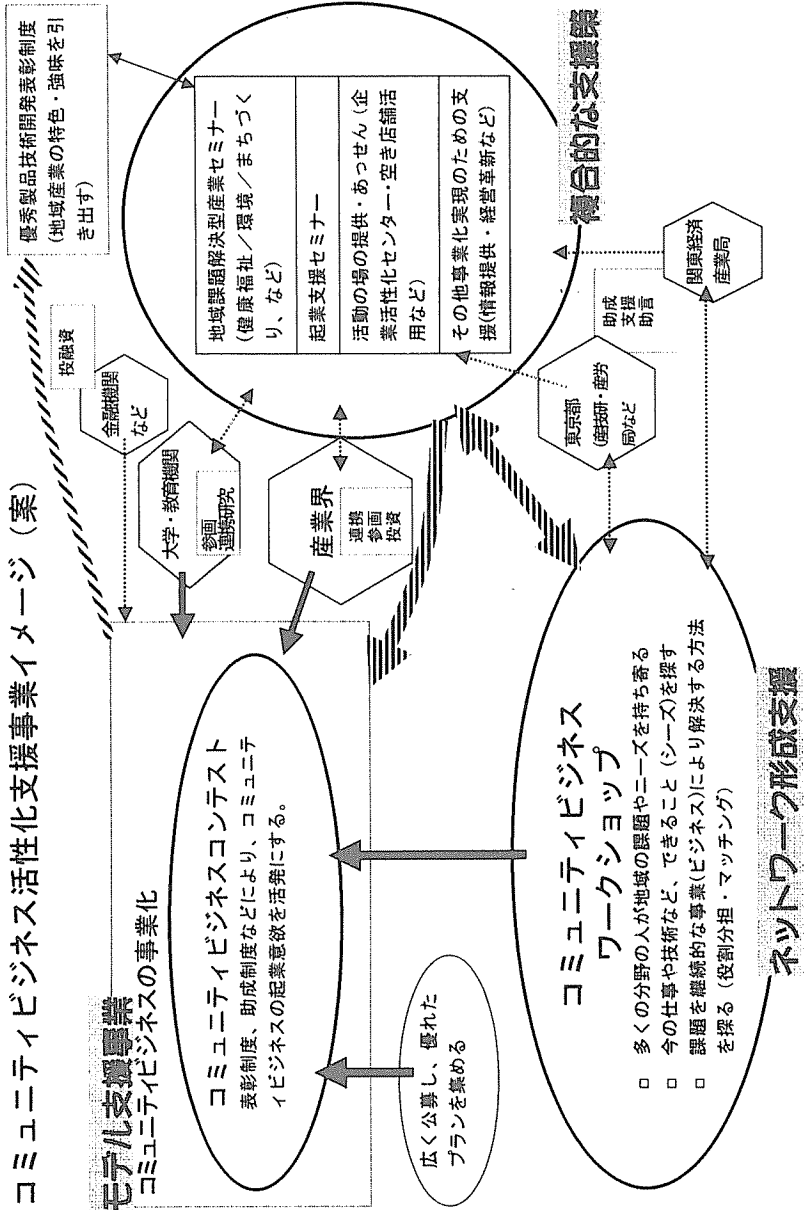 コミュニティビジネス活性化支援事業イメージ（案）
モデル支援事業
コミュニティビジネスの事業化
コミュニティビジネスコンテスト
表彰制度、助成制度などにより、コミュニテ
ィビジネスの起業意欲を活発にする。
広く公募し、優れた
プランを集める
コミュニティビジネス
ワークショップ
□ 多くの分野の人が地域の課題やニーズを持ち寄る
□ 今の仕事や技術など、できること（シーズ）を探す
□ 課題を継続的な事業(ビジネス)により解決する方法
を探る（役割分担・マッチング）
ネットワーク形成支援
投融資
金融機関
など
大学・教育機関
参画
連携研究
産業界
連携
参画
投資
東京都
(産技研・産労
局など
助成
支援
助言
関東経済
産業局
優秀製品技術開発表彰制度
(地域産業の特色・強味を引
き出す)
地域課題解決型産業セミナー
(健康福祉／環境／まちづく
り、など)
起業支援セミナー
活動の場の提供・あっせん（企
業活性化センター・空き店舗活
用など）
その他事業化実現のための支
援(情報提供・経営革新など)
複合的な支援策